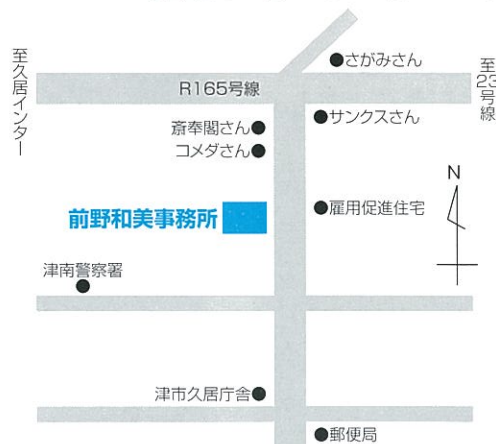 至久居インター
さがみさん
至23号線
R165号線
サンクスさん
斎奉閣さん
コメダさん
N
前野和美事務所
雇用促進住宅
津南警察署
津市久居庁舎
郵便局